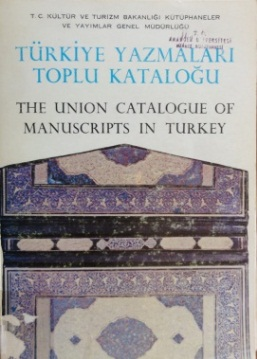 T.C. KÜLTÜR VE TURİZM BAKANLIĞI KÜTÜPHANELER
VE YAYIMLAR GENEL MÜDÜRLÜĞÜ
T. C.
TÜRKİYE YAZMALARI
TOPLU KATALOĞU
THE UNION CATALOGUE OF
MANUSCRIPTS IN TURKEY